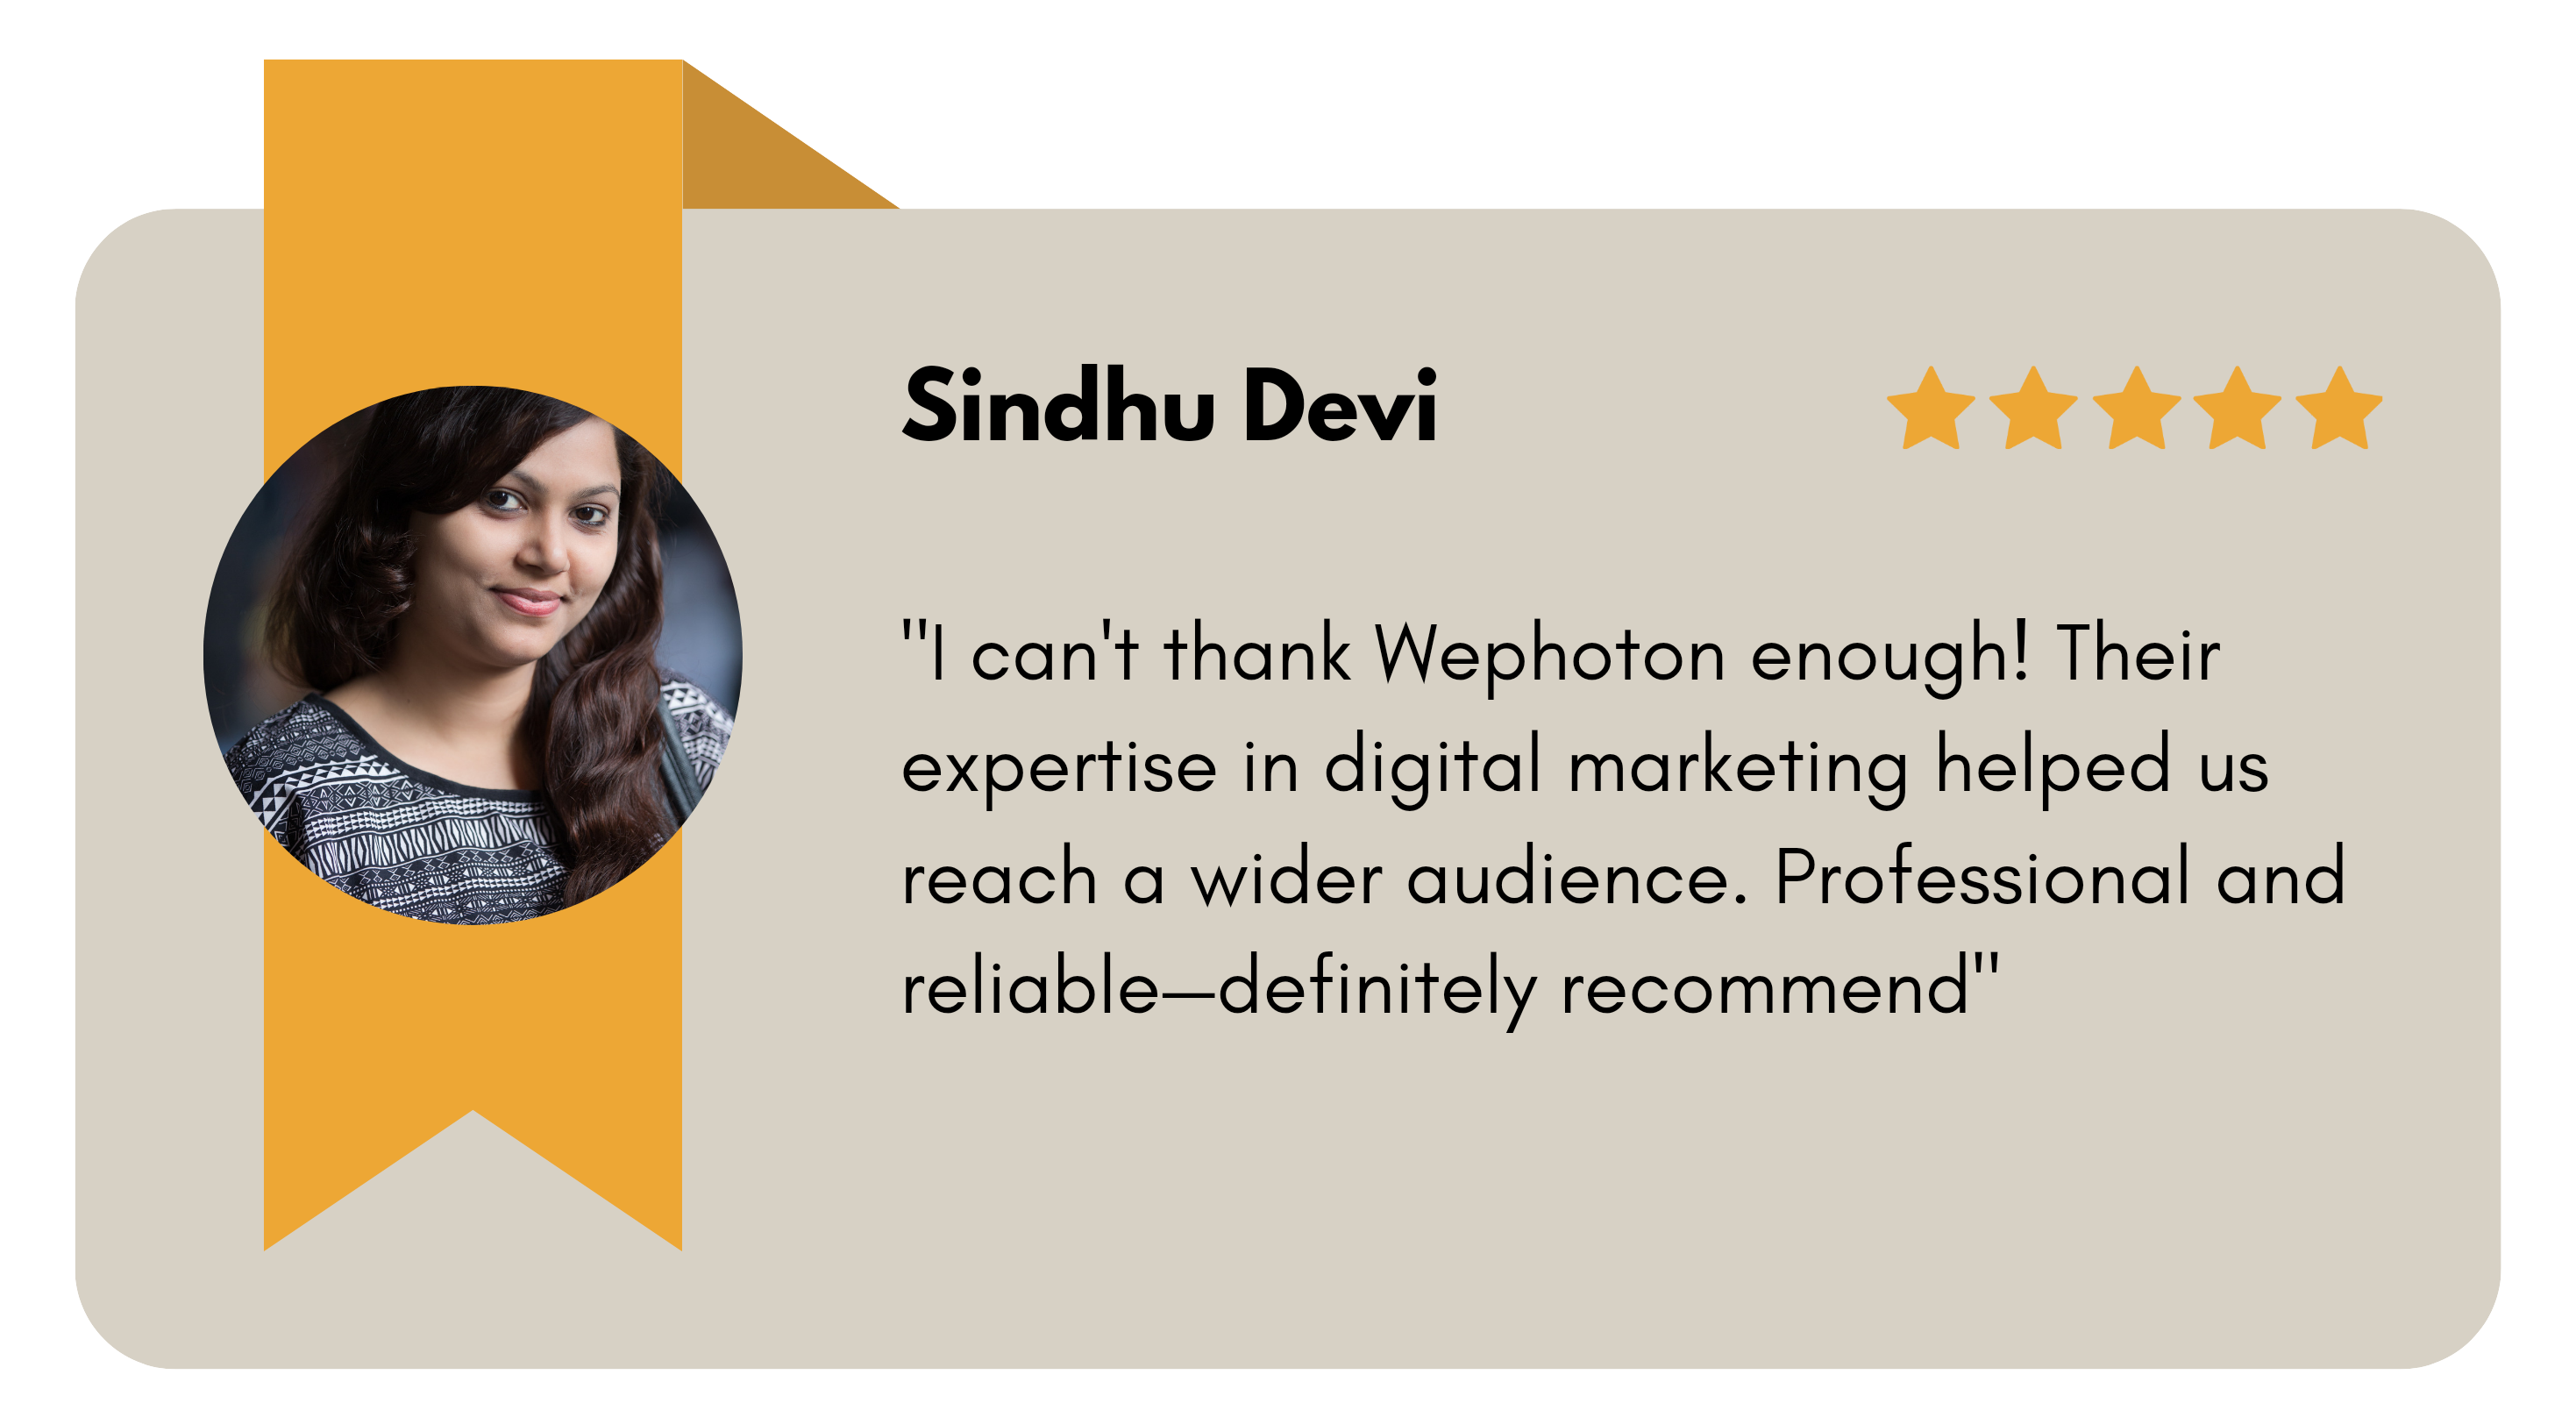 Sindhu Devi
"I can't thank Wephoton enough! Their
expertise in digital marketing helped us
reach a wider audience. Professional and
reliable—definitely recommend"